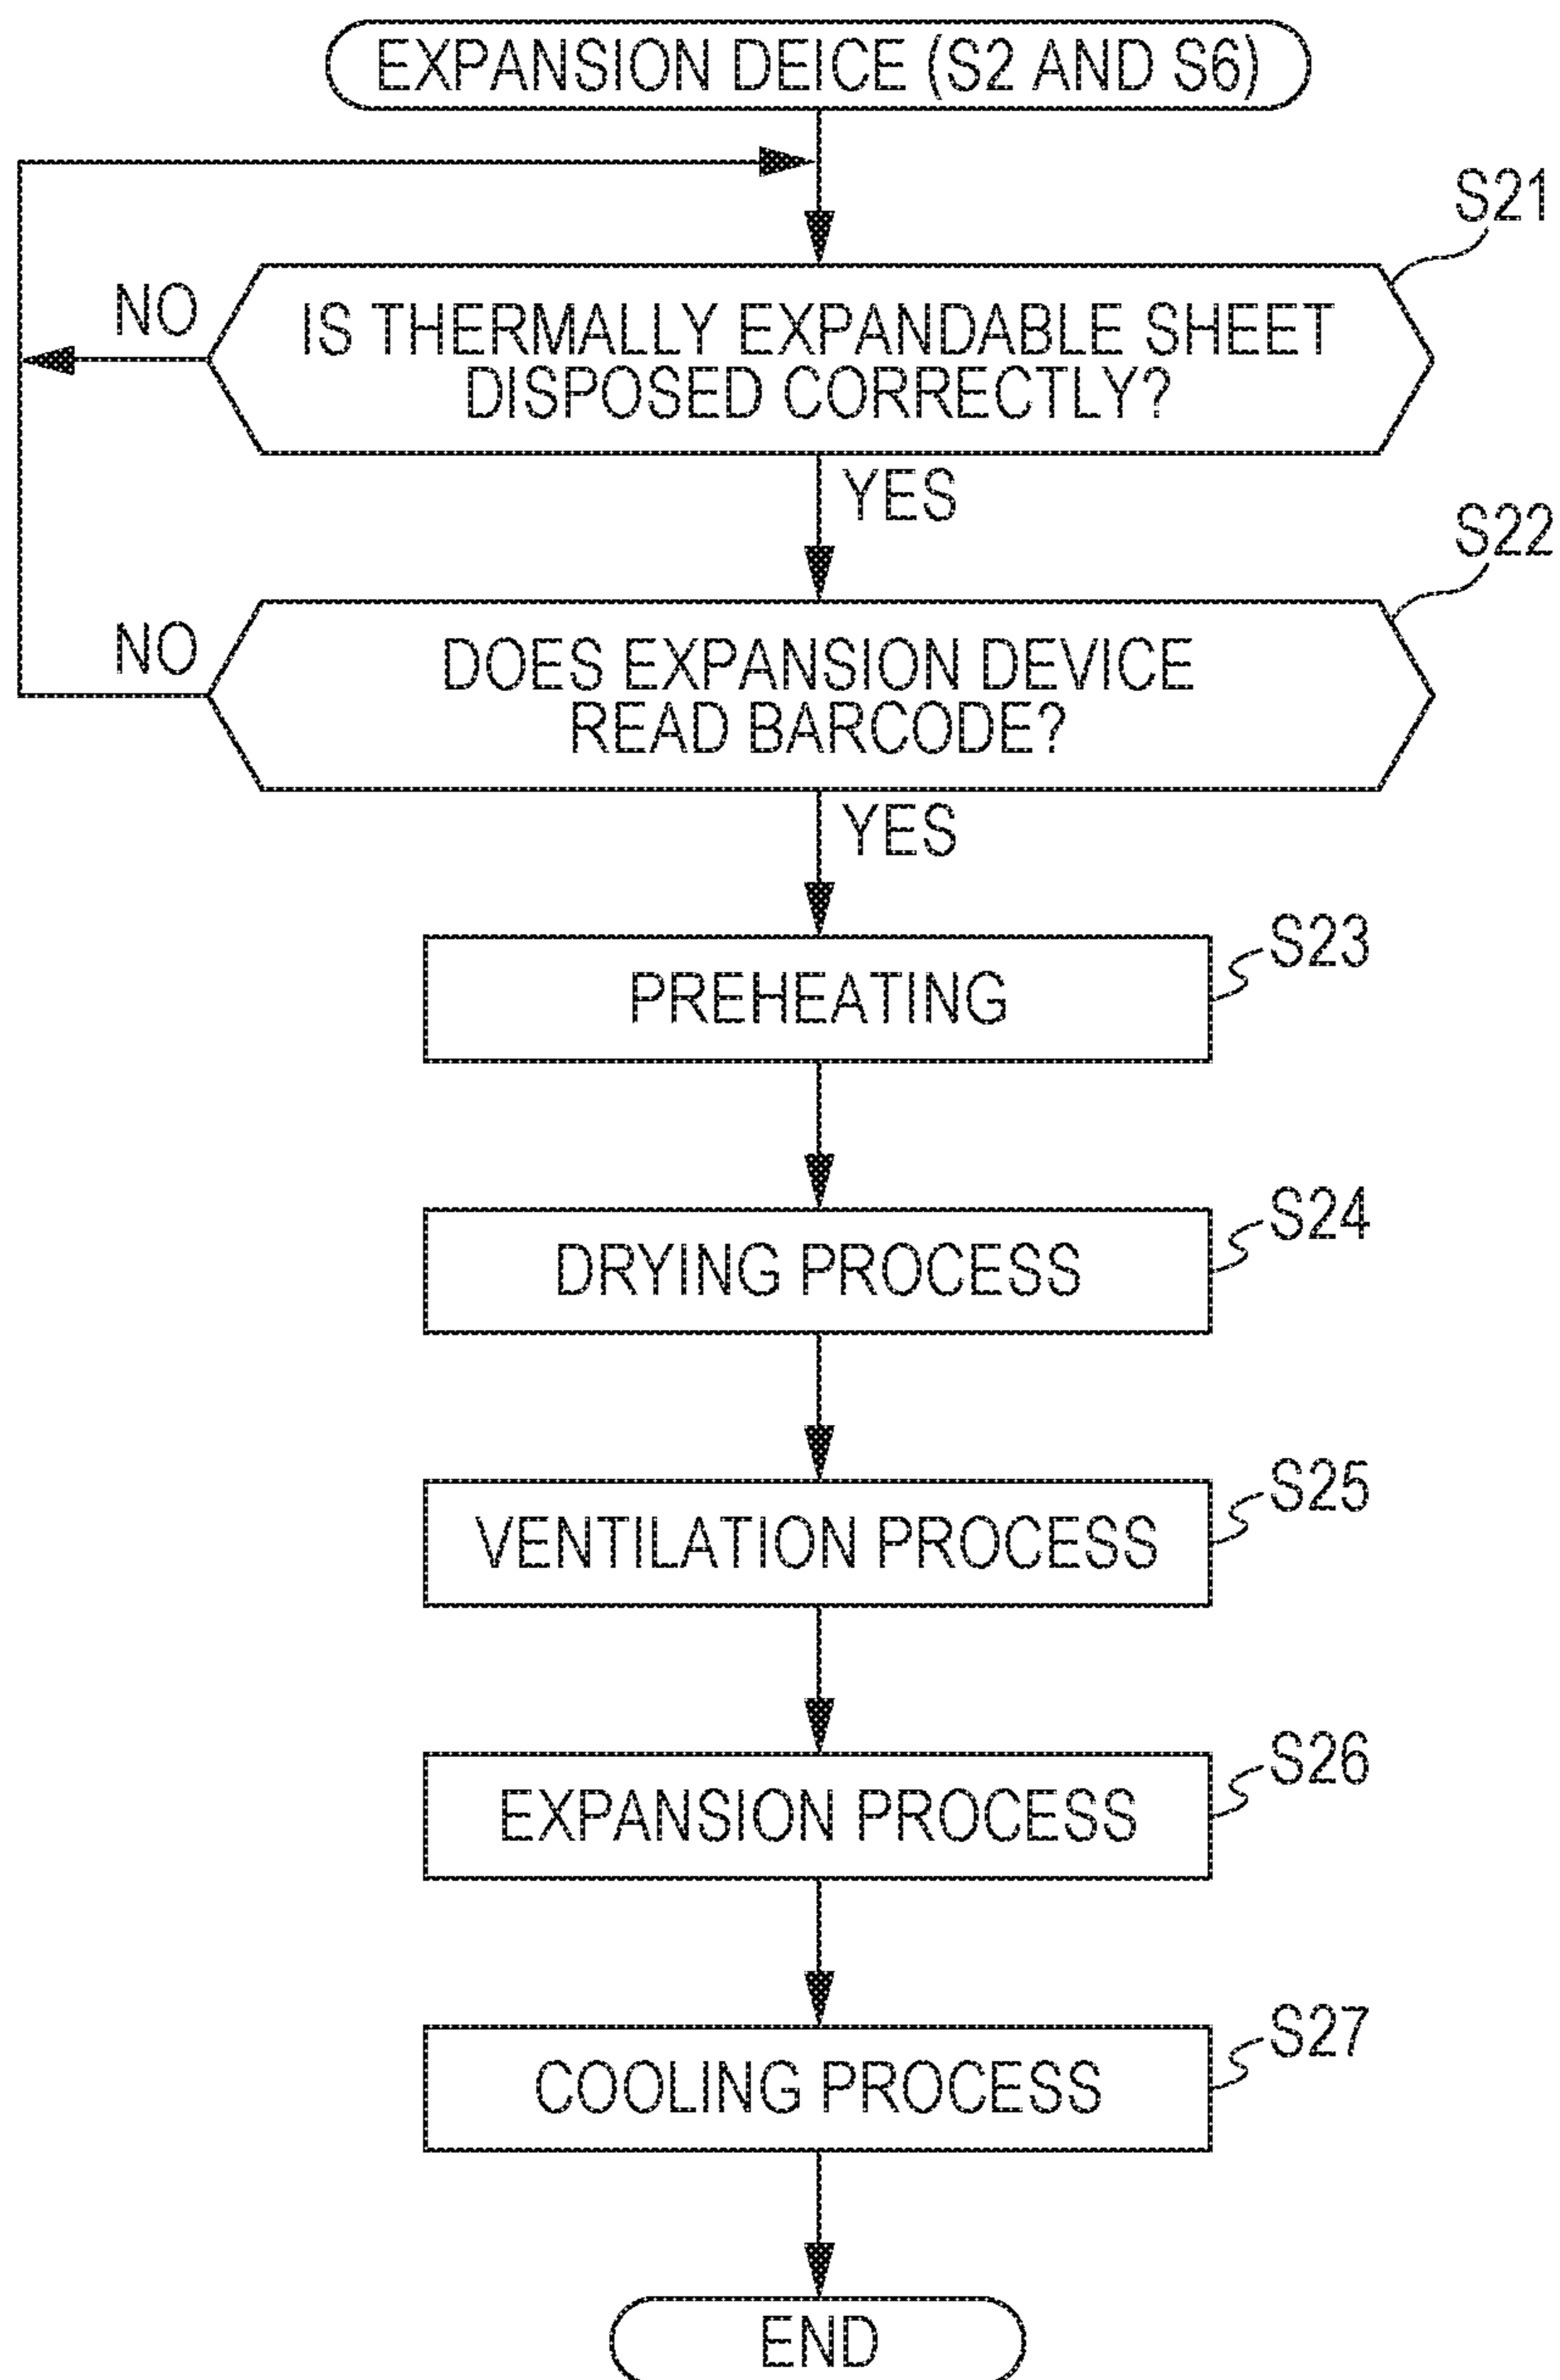 EXPANSION DEICE (S2 AND S6)
S21
NO
IS THERMALLY EXPANDABLE SHEET
DISPOSED CORRECTLY?
YES
S22
NO
DOES EXPANSION DEVICE
READ BARCODE?
YES
S23
PREHEATING
S24
DRYING PROCESS
S25
VENTILATION PROCESS
S26
EXPANSION PROCESS
S27
COOLING PROCESS
END